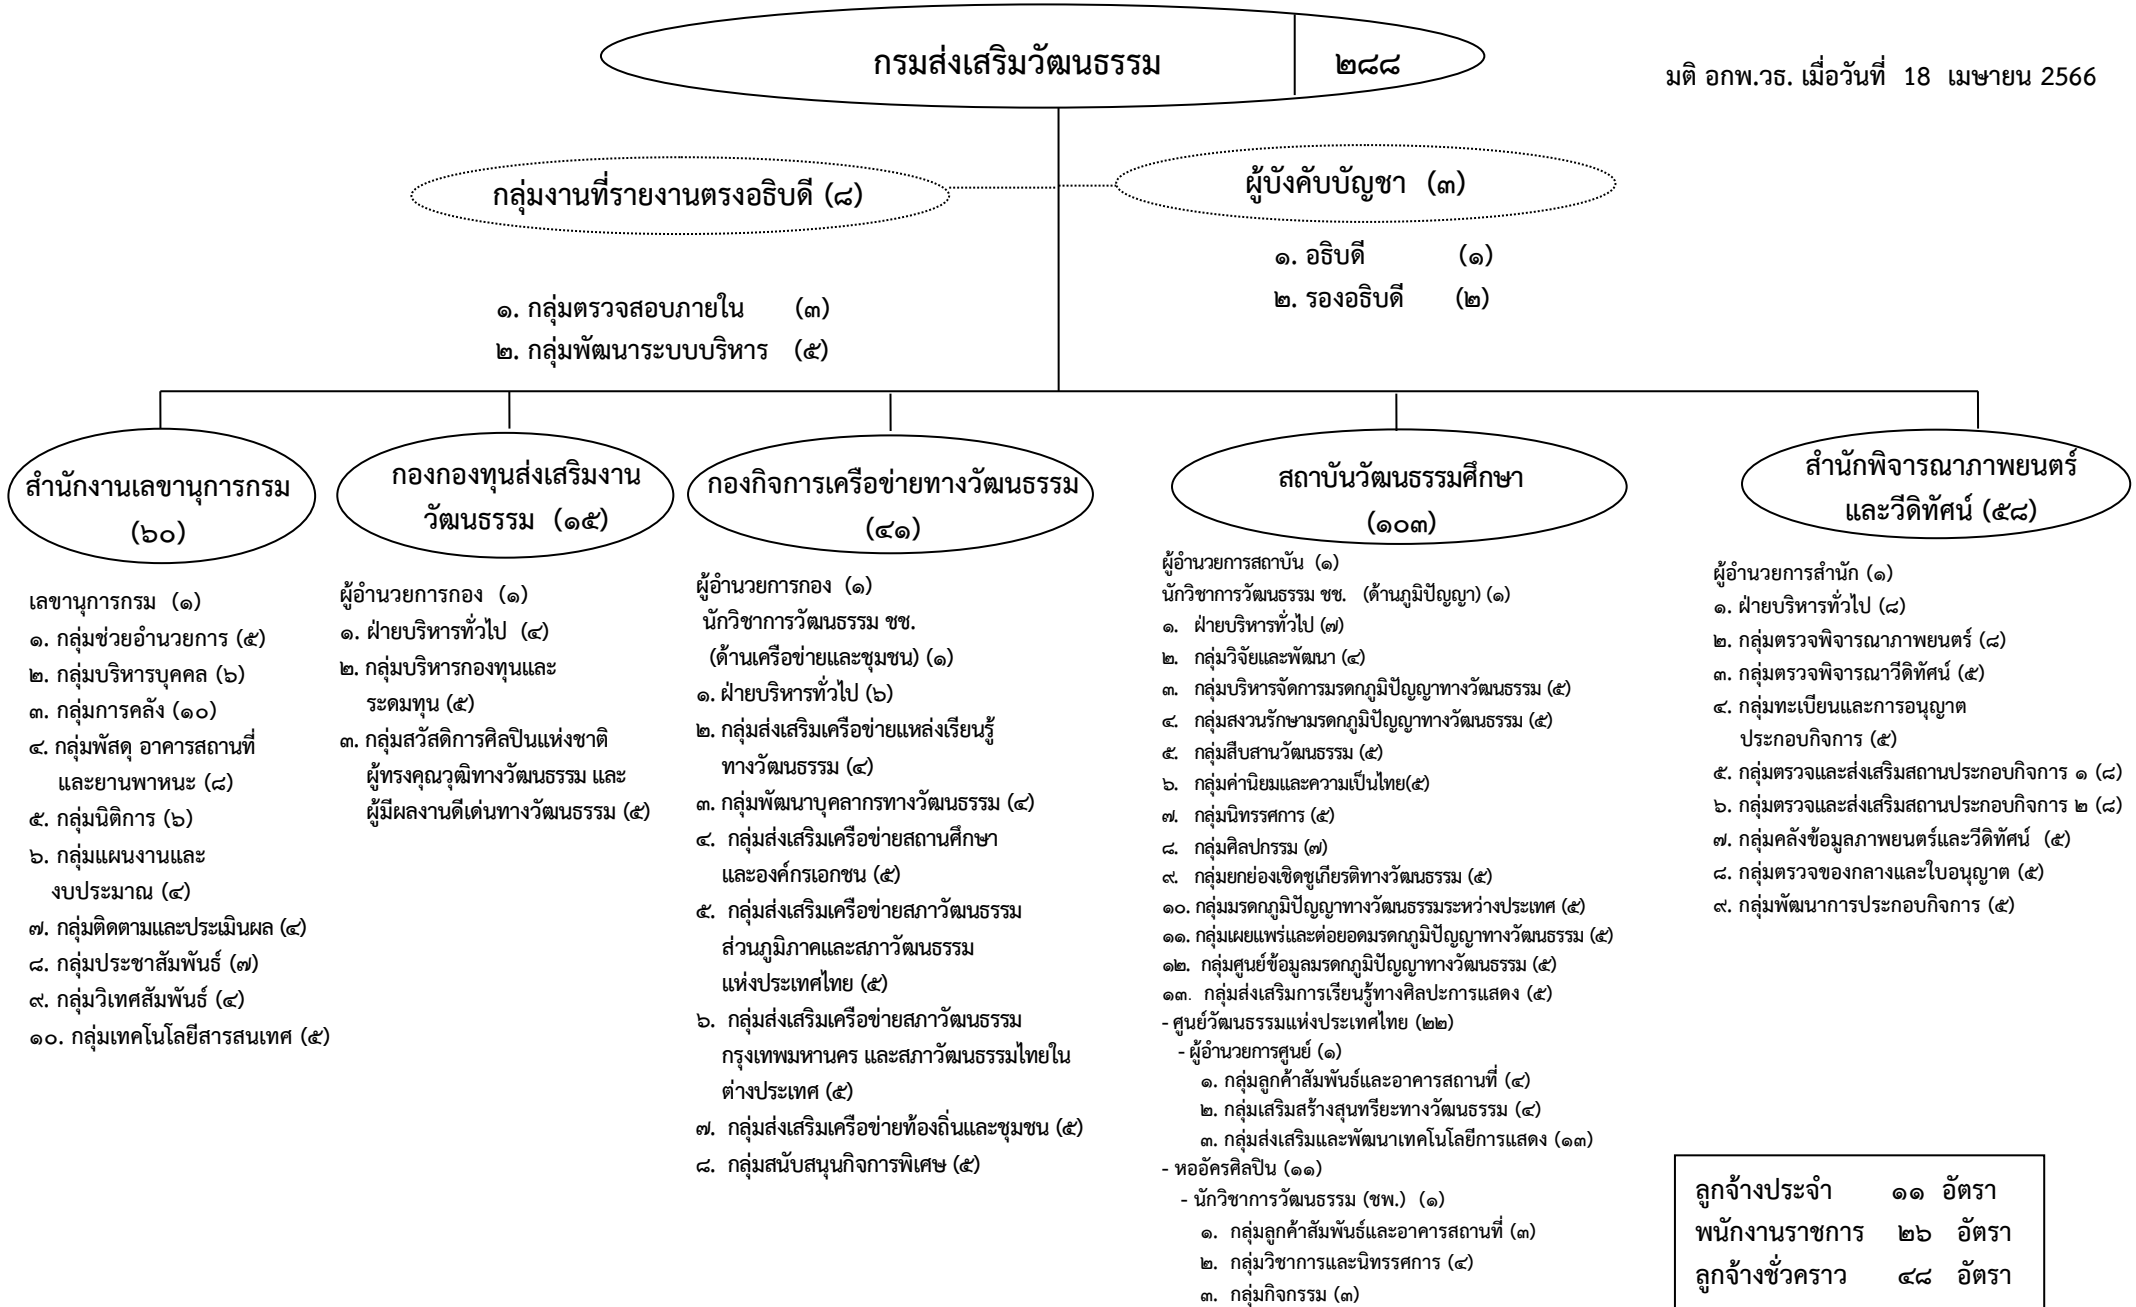 กรมส่งเสริมวัฒนธรรม ๒๘๘
มติ อกพ.วธ. เมื่อวันที่ 18 เมษายน 2566
กลุ่มงานที่รายงานตรงอธิบดี (๘)
ผู้บังคับบัญชา (๓)
๑. อธิบดี (๑)
๒. รองอธิบดี (๒)
๑. กลุ่มตรวจสอบภายใน (๓)
๒. กลุ่มพัฒนาระบบบริหาร (๕)
สำนักงานเลขานุการกรม
(๖๐)
เลขานุการกรม (๑)
๑. กลุ่มช่วยอำนวยการ (๕)
๒. กลุ่มบริหารบุคคล (๖)
๓. กลุ่มการคลัง (๑๐)
๔. กลุ่มพัสดุ อาคารสถานที่
และยานพาหนะ (๘)
๕. กลุ่มนิติการ (๖)
๖. กลุ่มแผนงานและ
งบประมาณ (๔)
๗. กลุ่มติดตามและประเมินผล (๔)
๘. กลุ่มประชาสัมพันธ์ (๗)
๙. กลุ่มวิเทศสัมพันธ์ (๔)
๑๐. กลุ่มเทคโนโลยีสารสนเทศ (๕)
กองกองทุนส่งเสริมงาน
วัฒนธรรม (๑๕)
ผู้อำนวยการกอง (๑)
๑. ฝ่ายบริหารทั่วไป (๔)
๒. กลุ่มบริหารกองทุนและ
ระดมทุน (๕)
๓. กลุ่มสวัสดิการศิลปินแห่งชาติ
ผู้ทรงคุณวุฒิทางวัฒนธรรม และ
ผู้มีผลงานดีเด่นทางวัฒนธรรม (๕)
กองกิจการเครือข่ายทางวัฒนธรรม
(๔๑)
ผู้อำนวยการกอง (๑)
นักวิชาการวัฒนธรรม ชช.
(ด้านเครือข่ายและชุมชน) (๑)
๑. ฝ่ายบริหารทั่วไป (๖)
๒. กลุ่มส่งเสริมเครือข่ายแหล่งเรียนรู้
ทางวัฒนธรรม (๔)
๓. กลุ่มพัฒนาบุคลากรทางวัฒนธรรม (๔)
๔. กลุ่มส่งเสริมเครือข่ายสถานศึกษา
และองค์กรเอกชน (๕)
๕. กลุ่มส่งเสริมเครือข่ายสภาวัฒนธรรม
ส่วนภูมิภาคและสภาวัฒนธรรม
แห่งประเทศไทย (๕)
๖. กลุ่มส่งเสริมเครือข่ายสภาวัฒนธรรม
กรุงเทพมหานคร และสภาวัฒนธรรมไทยใน
ต่างประเทศ (๕)
๗. กลุ่มส่งเสริมเครือข่ายท้องถิ่นและชุมชน (๕)
๘. กลุ่มสนับสนุนกิจการพิเศษ (๕)
สถาบันวัฒนธรรมศึกษา
(๑๐๓)
ผู้อำนวยการสถาบัน (๑)
นักวิชาการวัฒนธรรม ชช. (ด้านภูมิปัญญา) (๑)
๑. ฝ่ายบริหารทั่วไป (๗)
๒. กลุ่มวิจัยและพัฒนา (๔)
๓. กลุ่มบริหารจัดการมรดกภูมิปัญญาทางวัฒนธรรม (๕)
๔. กลุ่มสงวนรักษามรดกภูมิปัญญาทางวัฒนธรรม (๕)
๕. กลุ่มสืบสานวัฒนธรรม (๕)
๖. กลุ่มค่านิยมและความเป็นไทย(๕)
๗. กลุ่มนิทรรศการ (๕)
๘. กลุ่มศิลปกรรม (๗)
๙. กลุ่มยกย่องเชิดชูเกียรติทางวัฒนธรรม (๕)
๑๐. กลุ่มมรดกภูมิปัญญาทางวัฒนธรรมระหว่างประเทศ (๕)
๑๑. กลุ่มเผยแพร่และต่อยอดมรดกภูมิปัญญาทางวัฒนธรรม (๕)
๑๒. กลุ่มศูนย์ข้อมูลมรดกภูมิปัญญาทางวัฒนธรรม (๕)
๑๓. กลุ่มส่งเสริมการเรียนรู้ทางศิลปะการแสดง (๕)
- ศูนย์วัฒนธรรมแห่งประเทศไทย (๒๒)
- ผู้อำนวยการศูนย์ (๑)
๑. กลุ่มลูกค้าสัมพันธ์และอาคารสถานที่ (๔)
๒. กลุ่มเสริมสร้างสุนทรียะทางวัฒนธรรม (๔)
๓. กลุ่มส่งเสริมและพัฒนาเทคโนโลยีการแสดง (๑๓)
- หออัครศิลปิน (๑๑)
- นักวิชาการวัฒนธรรม (ชพ.) (๑)
๑. กลุ่มลูกค้าสัมพันธ์และอาคารสถานที่ (๓)
๒. กลุ่มวิชาการและนิทรรศการ (๔)
๓. กลุ่มกิจกรรม (๓)
สำนักพิจารณาภาพยนตร์
และวีดิทัศน์ (๕๘)
ผู้อำนวยการสำนัก (๑)
๑. ฝ่ายบริหารทั่วไป (๘)
๒. กลุ่มตรวจพิจารณาภาพยนตร์ (๘)
๓. กลุ่มตรวจพิจารณาวีดิทัศน์ (๕)
๔. กลุ่มทะเบียนและการอนุญาต
ประกอบกิจการ (๕)
๕. กลุ่มตรวจและส่งเสริมสถานประกอบกิจการ ๑ (๘)
๖. กลุ่มตรวจและส่งเสริมสถานประกอบกิจการ ๒ (๘)
๗. กลุ่มคลังข้อมูลภาพยนตร์และวีดิทัศน์ (๕)
๘. กลุ่มตรวจของกลางและใบอนุญาต (๕)
๙. กลุ่มพัฒนาการประกอบกิจการ (๕)
ลูกจ้างประจำ ๑๑ อัตรา
พนักงานราชการ ๒๖ อัตรา
ลูกจ้างชั่วคราว ๔๘ อัตรา